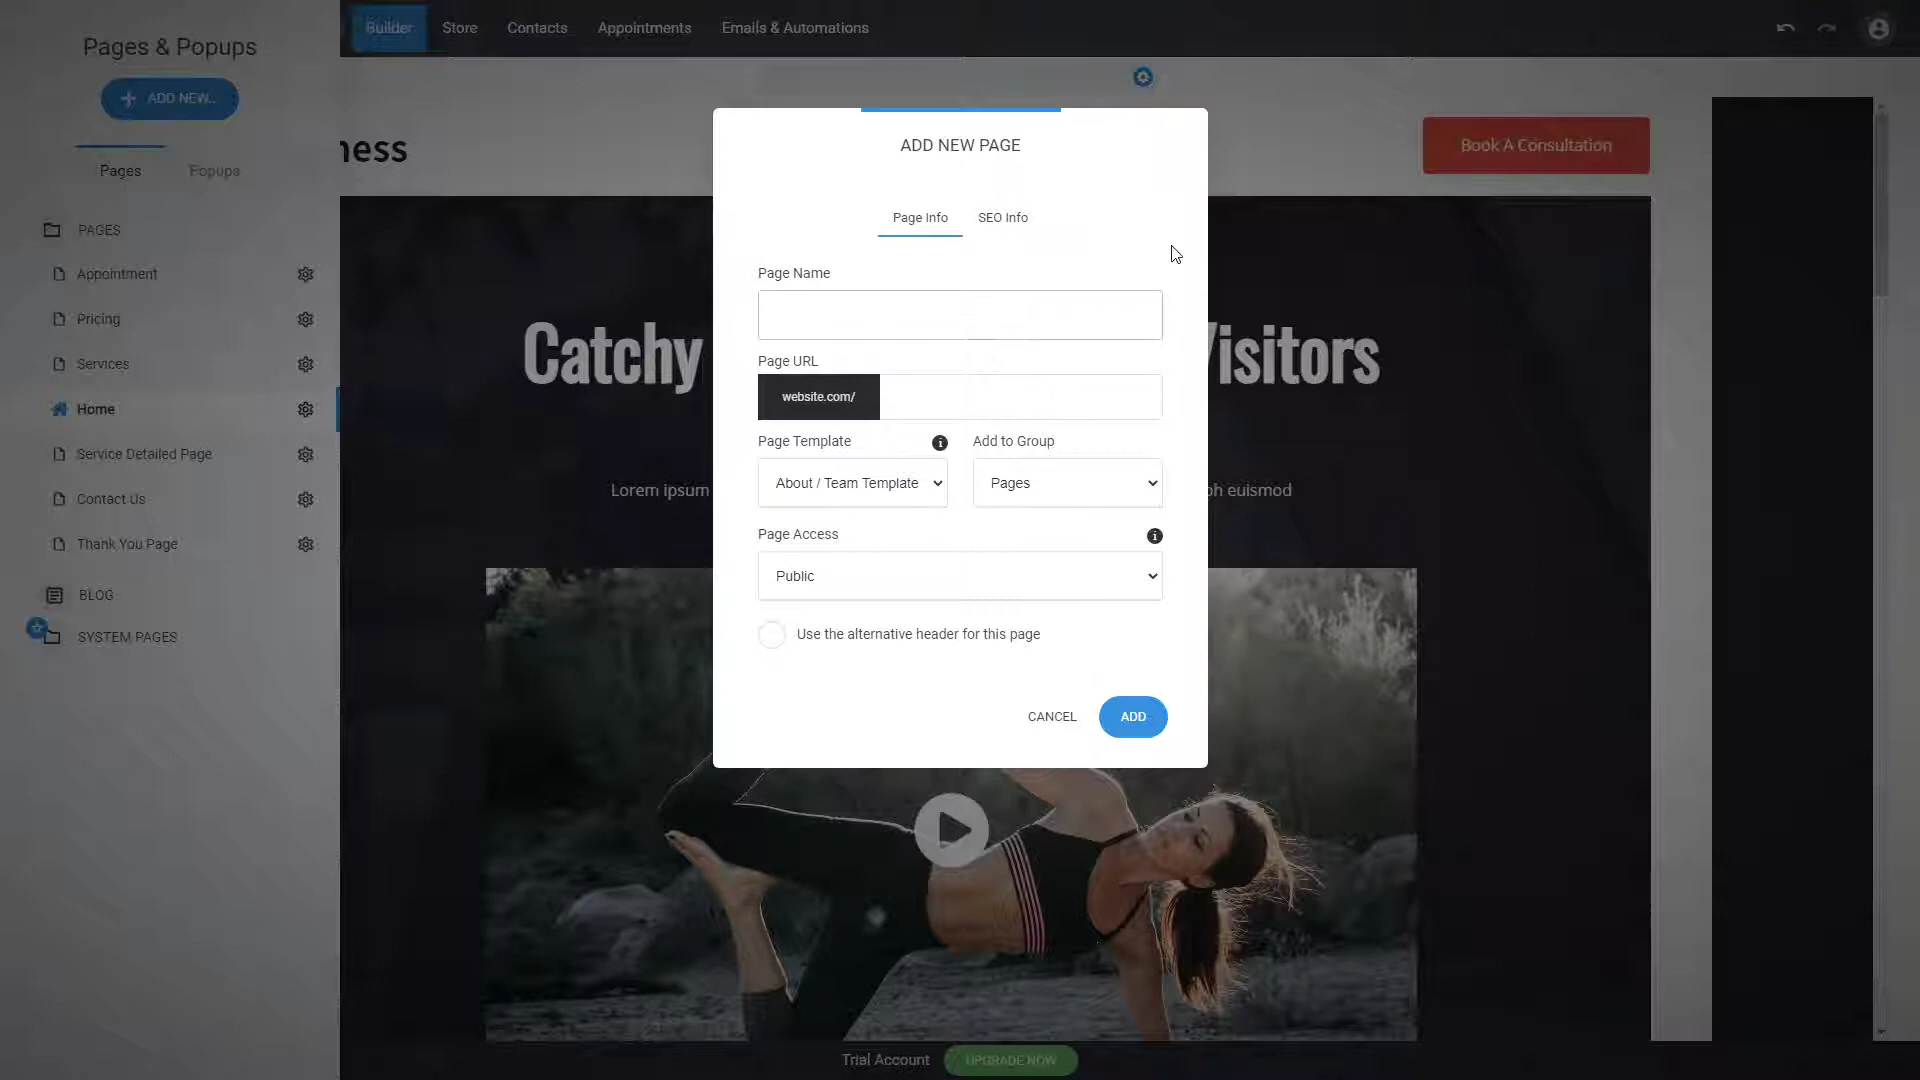 Pages & Popups
ADD NEW..
Pages
Popups
PAGES
Appointment
Pricing
Services
Home
Service Detailed Page
Contact Us
Thank You Page
BLOG
SYSTEM PAGES
Builder
Store
Contacts
Appointments
Emails & Automations
ness
Book A Consultation
Catchy
Visitors
Lorem ipsum
bh euismod
ADD NEW PAGE
Page Info
SEO Info
Page Name
Page URL
website.com/
Page Template
Add to Group
About / Team Template
Pages
Page Access
Public
Use the alternative header for this page
CANCEL
ADD
Trial Account
UPGRADE NOW